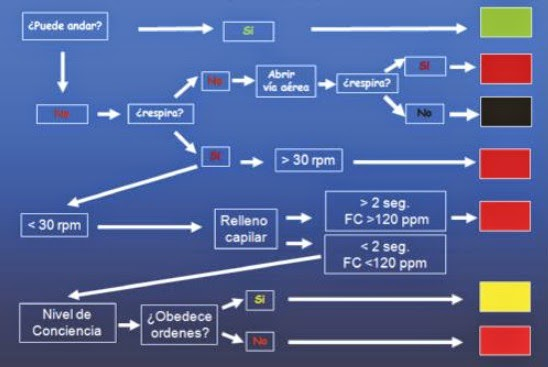 ¿Puede andar?
Si
No
¿respira?
No
Abrir
vía aérea
¿respira?
Si
No
Si
> 30 rpm
< 30 rpm
Relleno
capilar
> 2 seg.
FC >120 ppm
< 2 seg.
FC <120 ppm
Nivel de
Conciencia
¿Obedece
ordenes?
Si
No